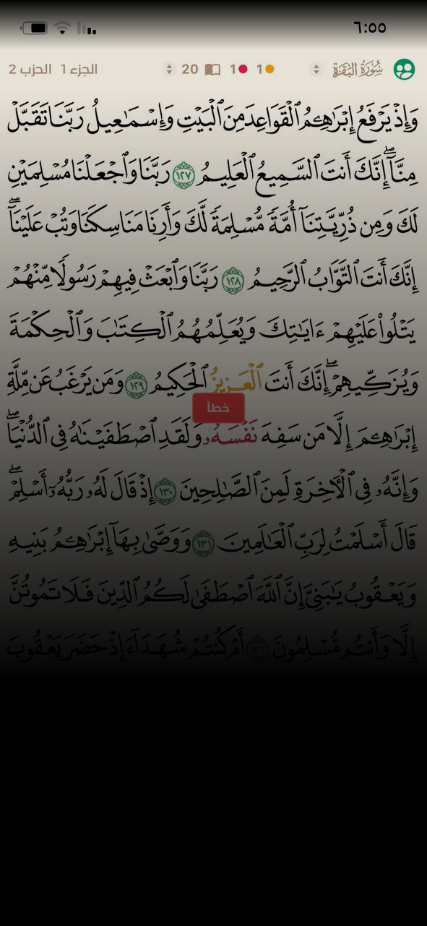 ٦:٥٥
سُورَةُ البَقَرَةِ 1 1 20 الجزء 1 الحزب 2
وَإِذْ يَرْفَعُ إِبْرَٰهِـۧمُ ٱلْقَوَاعِدَ مِنَ ٱلْبَيْتِ وَإِسْمَـٰعِيلُ رَبَّنَا تَقَبَّلْ
مِنَّآ ۖ إِنَّكَ أَنتَ ٱلسَّمِيعُ ٱلْعَلِيمُ ١٢٧ رَبَّنَا وَٱجْعَلْنَا مُسْلِمَيْنِ
لَكَ وَمِن ذُرِّيَّتِنَآ أُمَّةً مُّسْلِمَةً لَّكَ وَأَرِنَا مَنَاسِكَنَا وَتُبْ عَلَيْنَآ ۖ
إِنَّكَ أَنتَ ٱلتَّوَّابُ ٱلرَّحِيمُ ١٢٨ رَبَّنَا وَٱبْعَثْ فِيهِمْ رَسُولًا مِّنْهُمْ
يَتْلُوا۟ عَلَيْهِمْ ءَايَـٰتِكَ وَيُعَلِّمُهُمُ ٱلْكِتَـٰبَ وَٱلْحِكْمَةَ
وَيُزَكِّيهِمْ ۚ إِنَّكَ أَنتَ ٱلْعَزِيزُ ٱلْحَكِيمُ ١٢٩ وَمَن يَرْغَبُ عَن مِّلَّةِ
خطأ
إِبْرَٰهِـۧمَ إِلَّا مَن سَفِهَ نَفْسَهُۥ ۚ وَلَقَدِ ٱصْطَفَيْنَـٰهُ فِى ٱلدُّنْيَا ۖ
وَإِنَّهُۥ فِى ٱلْـَٔاخِرَةِ لَمِنَ ٱلصَّـٰلِحِينَ ١٣٠ إِذْ قَالَ لَهُۥ رَبُّهُۥٓ أَسْلِمْ ۖ
قَالَ أَسْلَمْتُ لِرَبِّ ٱلْعَـٰلَمِينَ ١٣١ وَوَصَّىٰ بِهَآ إِبْرَٰهِـۧمُ بَنِيهِ
وَيَعْقُوبُ يَـٰبَنِىَّ إِنَّ ٱللَّهَ ٱصْطَفَىٰ لَكُمُ ٱلدِّينَ فَلَا تَمُوتُنَّ
إِلَّا وَأَنتُم مُّسْلِمُونَ ١٣٢ أَمْ كُنتُمْ شُهَدَآءَ إِذْ حَضَرَ يَعْقُوبَ